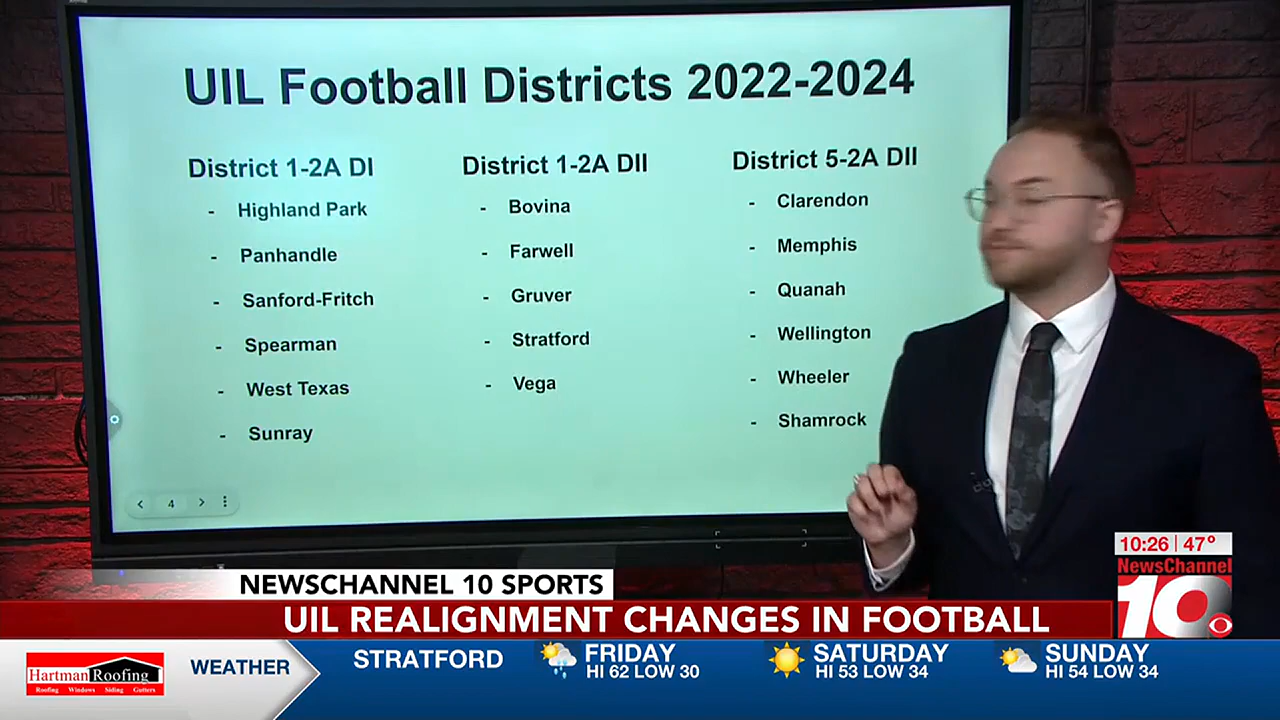 UIL Football Districts 2022-2024
District 1-2A DI
- Highland Park
- Panhandle
- Sanford-Fritch
- Spearman
- West Texas
- Sunray
District 1-2A DII
- Bovina
- Farwell
- Gruver
- Stratford
- Vega
District 5-2A DII
- Clarendon
- Memphis
- Quanah
- Wellington
- Wheeler
- Shamrock
4
10:26 | 47°
NewsChannel
10
NEWSCHANNEL 10 SPORTS
UIL REALIGNMENT CHANGES IN FOOTBALL
Hartman Roofing
Roofing Windows Siding Gutters
WEATHER
STRATFORD
FRIDAY
HI 62 LOW 30
SATURDAY
HI 53 LOW 34
SUNDAY
HI 54 LOW 34